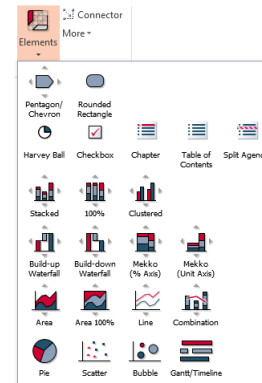 Connector
More
Elements
Pentagon/ Rounded
Chevron Rectangle
Harvey Ball Checkbox Chapter Table of Split Agen
Contents
Stacked 100% Clustered
Build-up Build-down Mekko Mekko
Waterfall Waterfall (% Axis) (Unit Axis)
Area Area 100% Line Combination
Pie Scatter Bubble Gantt/Timeline